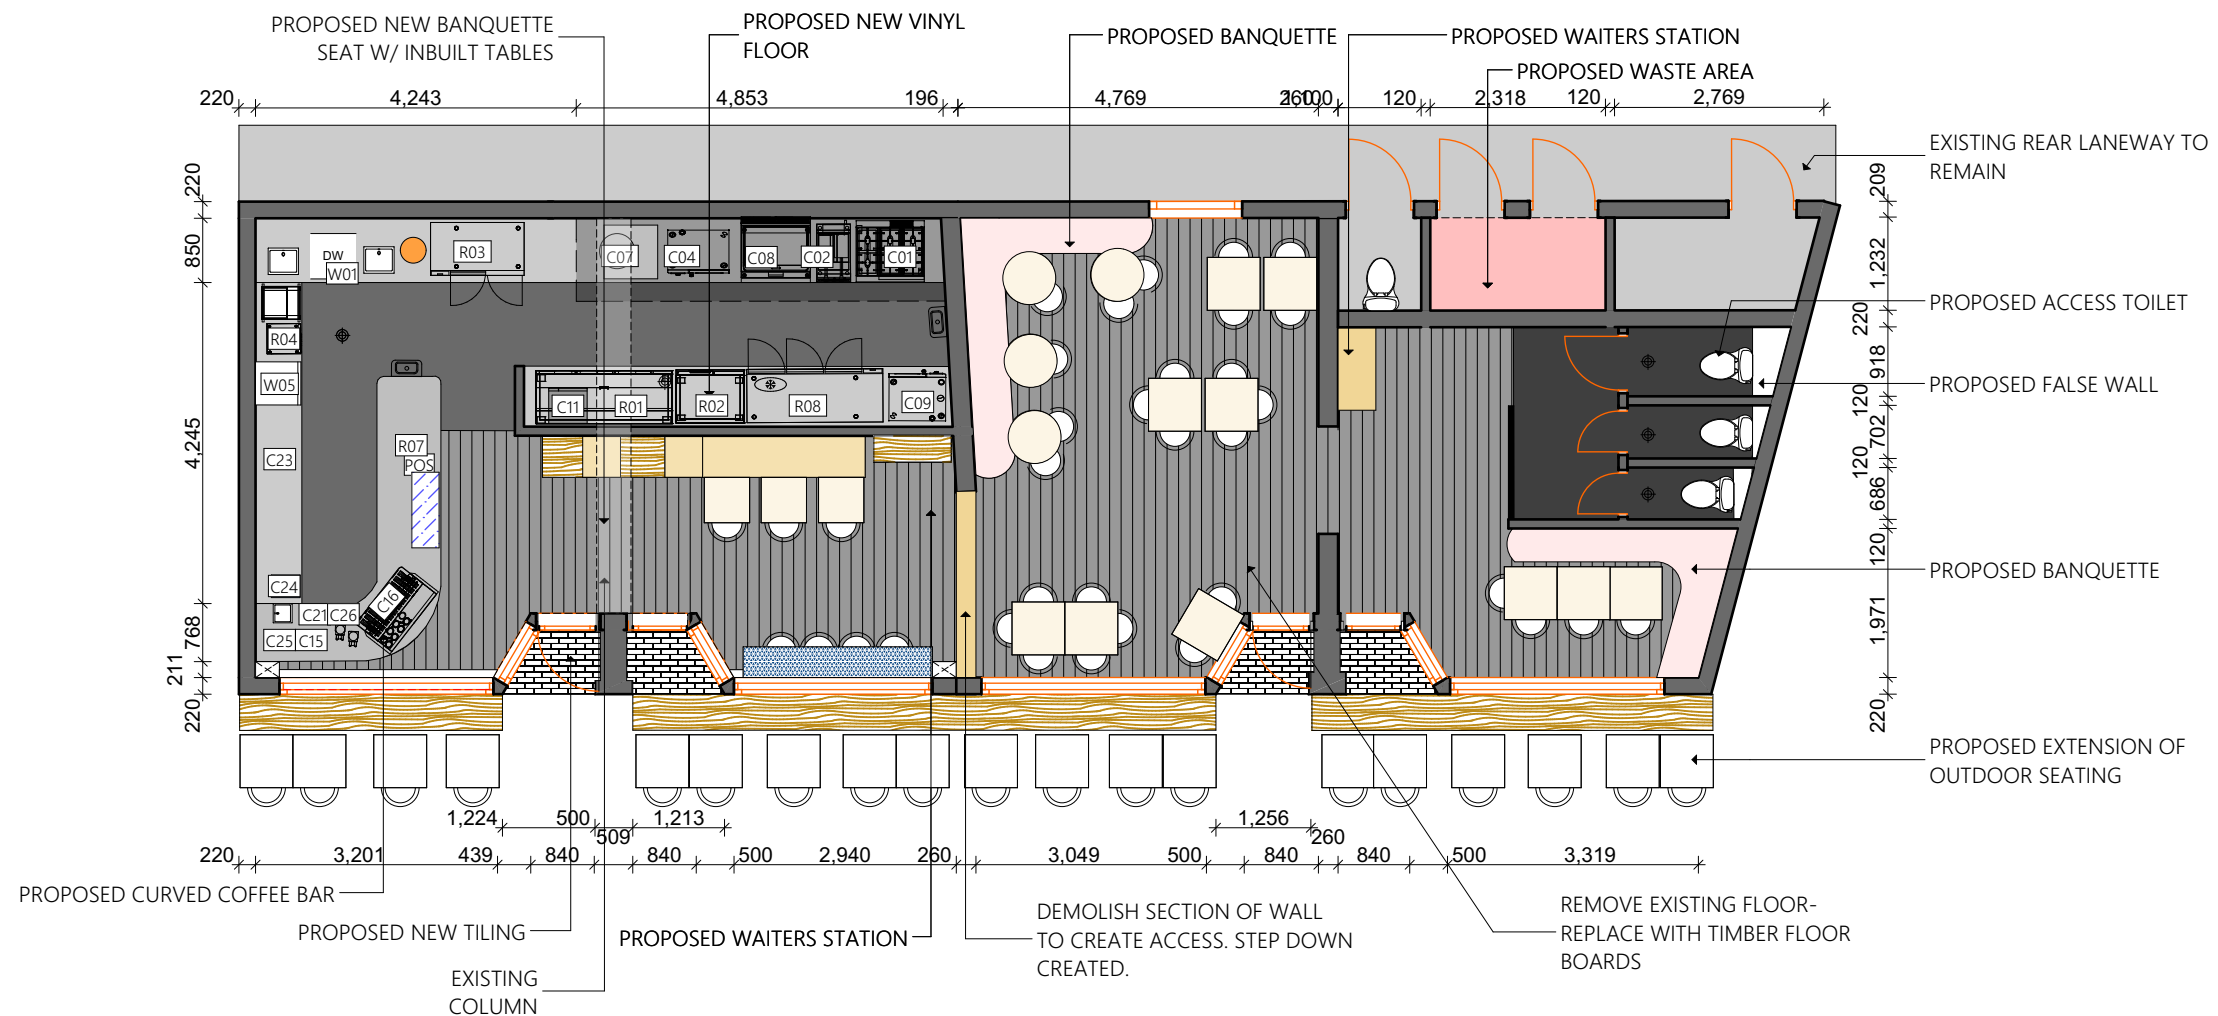 PROPOSED NEW BANQUETTE
SEAT W/ INBUILT TABLES
PROPOSED NEW VINYL
FLOOR
PROPOSED BANQUETTE
PROPOSED WAITERS STATION
PROPOSED WASTE AREA
220 4,243 4,853 196 4,769 260 120 2,318 120 2,769
EXISTING REAR LANEWAY TO
REMAIN
220
209
850
1,232
DW
W01
R03
C07
C04
C08
C02
C01
PROPOSED ACCESS TOILET
220
R04
918
W05
PROPOSED FALSE WALL
C11
R01
R02
R08
C09
120
702
4,245
R07
POS
C23
120
686
120
PROPOSED BANQUETTE
C24
C16
C21
C26
C25
C15
768
1,971
211
220
220
PROPOSED EXTENSION OF
OUTDOOR SEATING
1,224 500 1,213 1,256
509 260
220 3,201 439 840 840 500 2,940 260 3,049 500 840 840 500 3,319
PROPOSED CURVED COFFEE BAR
PROPOSED NEW TILING
PROPOSED WAITERS STATION
DEMOLISH SECTION OF WALL
TO CREATE ACCESS. STEP DOWN
CREATED.
REMOVE EXISTING FLOOR-
REPLACE WITH TIMBER FLOOR
BOARDS
EXISTING
COLUMN